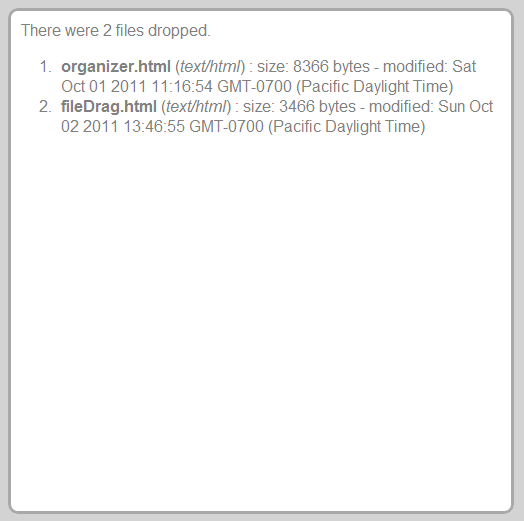 There were 2 files dropped.
1. organizer.html (text/html) : size: 8366 bytes - modified: Sat
Oct 01 2011 11:16:54 GMT-0700 (Pacific Daylight Time)
2. fileDrag.html (text/html) : size: 3466 bytes - modified: Sun Oct
02 2011 13:46:55 GMT-0700 (Pacific Daylight Time)